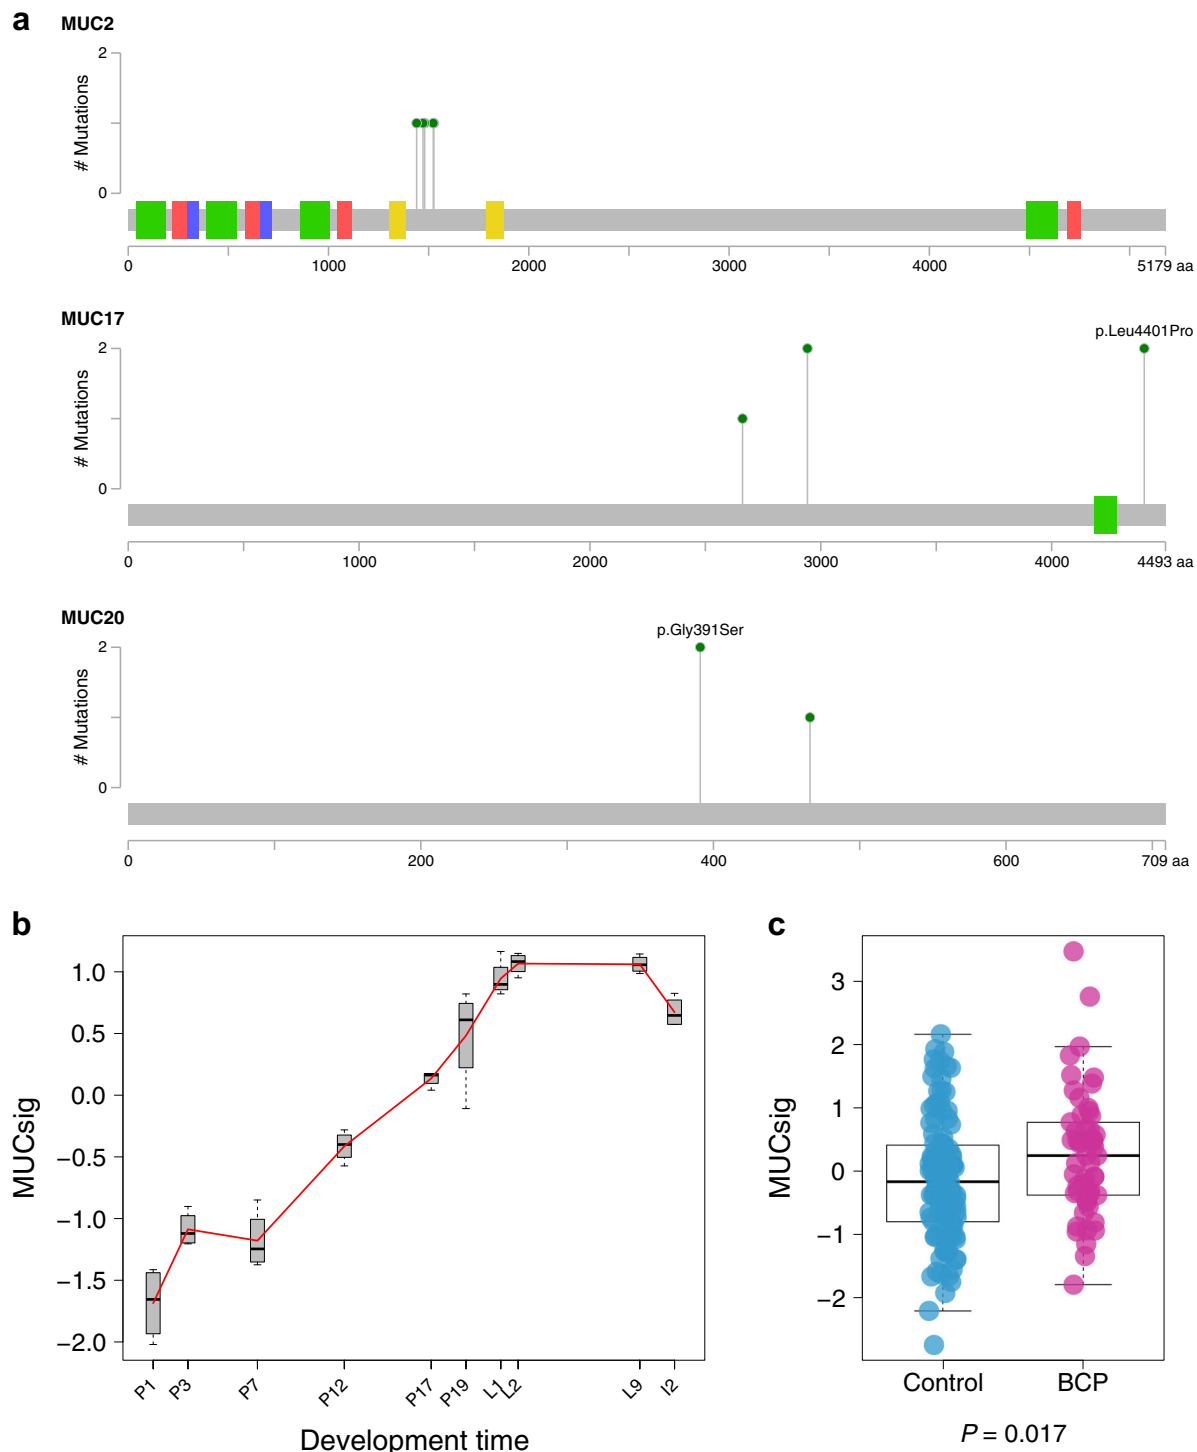 a
MUC2
2
# Mutations
0
0 1000 2000 3000 4000 5179 aa
MUC17
p.Leu4401Pro
2
# Mutations
0
0 1000 2000 3000 4000 4493 aa
MUC20
p.Gly391Ser
2
# Mutations
0
0 200 400 600 709 aa
b
1.0
0.5
0.0
−0.5
−1.0
−1.5
−2.0
MUCsig
P1 P3 P7 P12 P17 P19 L1 L2 L9 I2
Development time
c
3
2
1
0
−1
−2
MUCsig
Control BCP
P = 0.017